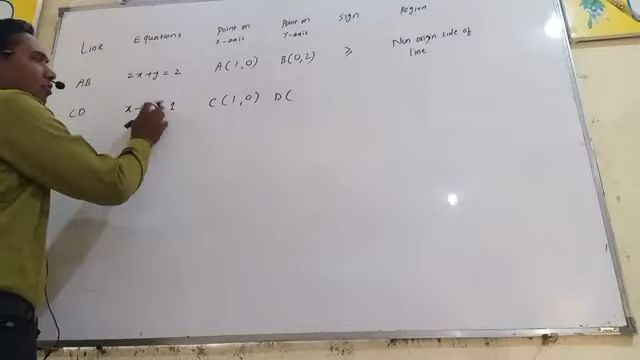 Line Equations Point on x-axis Point on Y-axis Sign Region
AB 2x+y=2 A(1,0) B(0,2) ≥ Non origin side of line
CD x- 1 C(1,0) D(